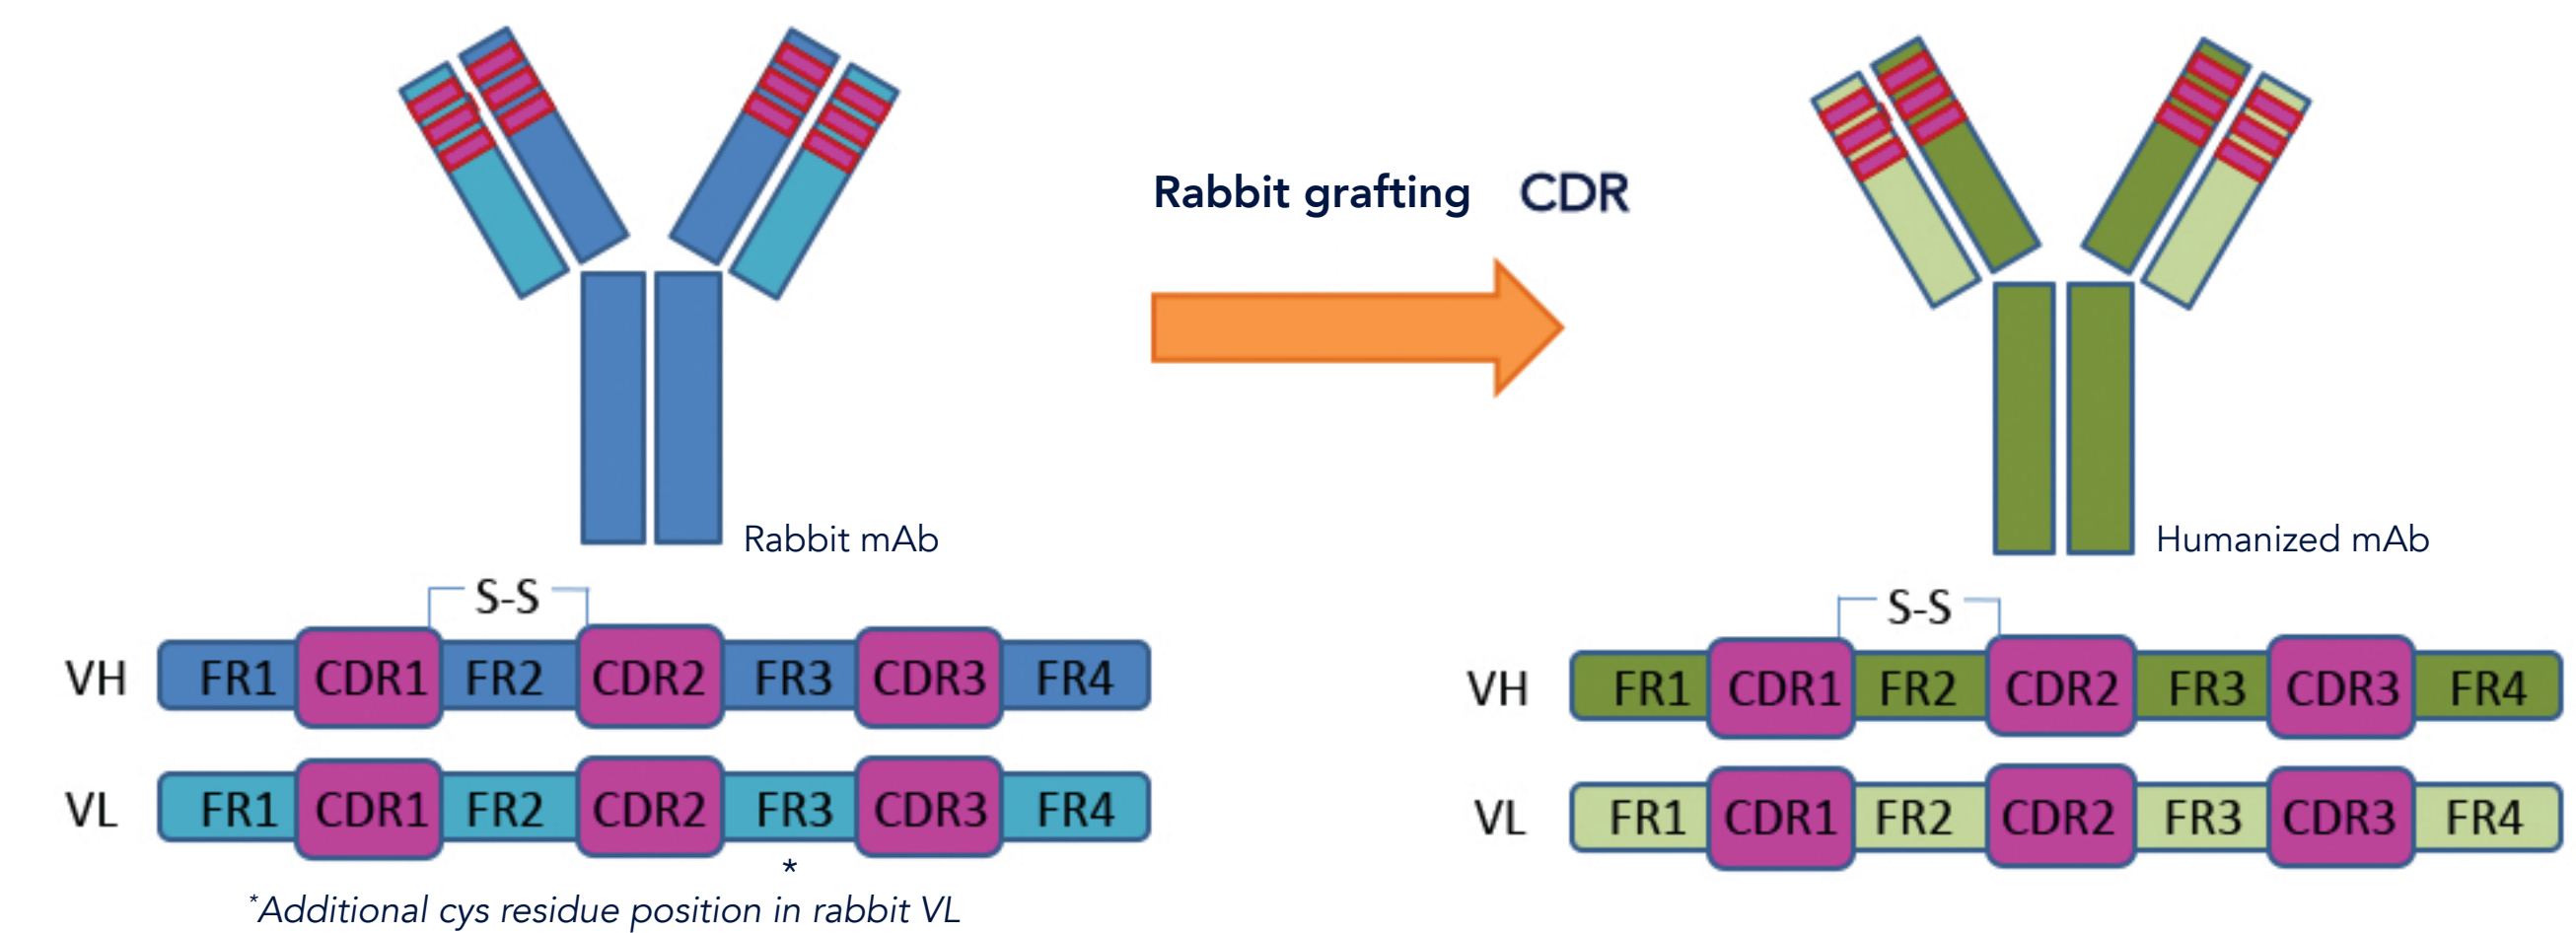 Rabbit grafting CDR
Rabbit mAb
Humanized mAb
S-S
VH FR1 CDR1 FR2 CDR2 FR3 CDR3 FR4
VL FR1 CDR1 FR2 CDR2 FR3 CDR3 FR4
*
*Additional cys residue position in rabbit VL
S-S
VH FR1 CDR1 FR2 CDR2 FR3 CDR3 FR4
VL FR1 CDR1 FR2 CDR2 FR3 CDR3 FR4